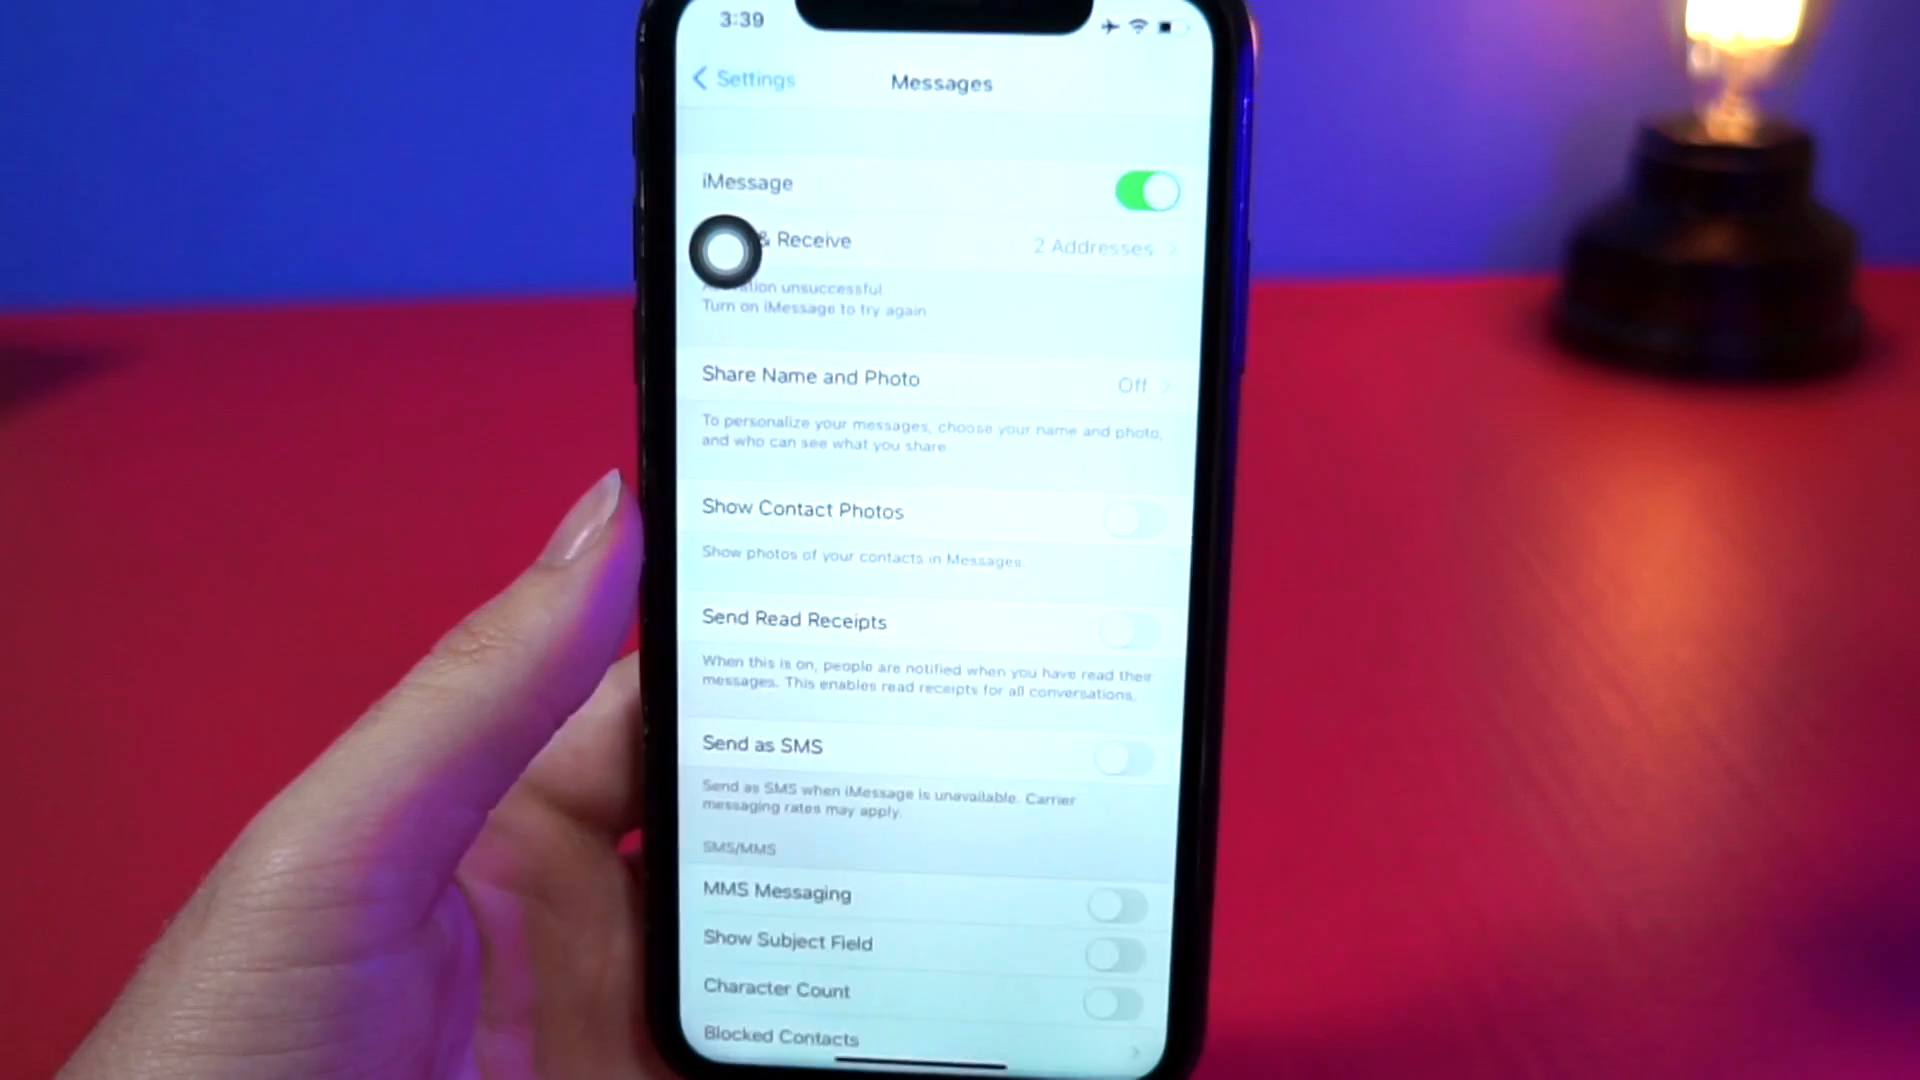 3:39
Settings
Messages
iMessage
& Receive
2 Addresses
unsuccessful
Turn on iMessage to try again
Share Name and Photo
Off
To personalize your messages, choose your name and photo,
and who can see what you share.
Show Contact Photos
Show photos of your contacts in Messages.
Send Read Receipts
When this is on, people are notified when you have read their
messages. This enables read receipts for all conversations.
Send as SMS
Send as SMS when iMessage is unavailable. Carrier
messaging rates may apply.
SMS/MMS
MMS Messaging
Show Subject Field
Character Count
Blocked Contacts